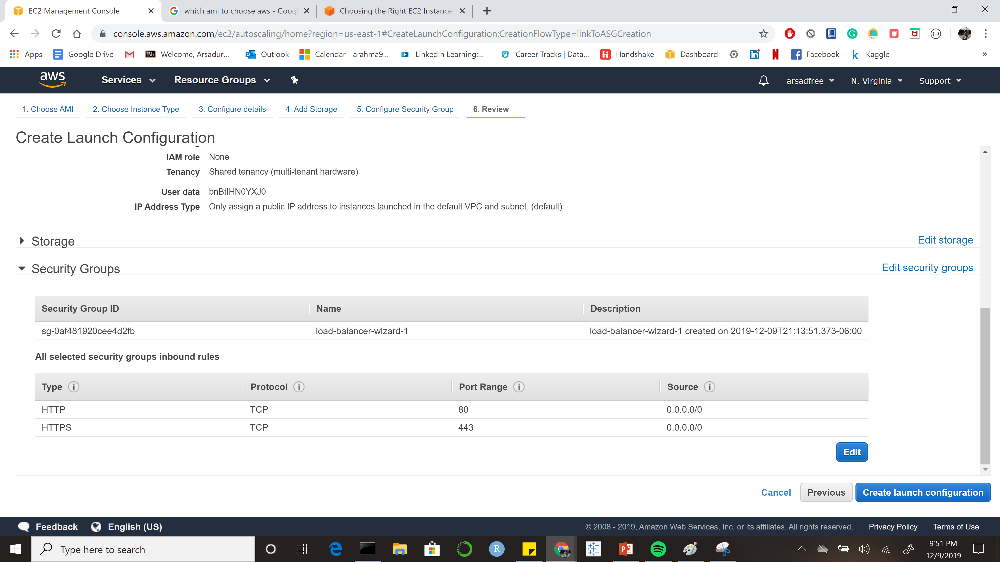 EC2 Management Console
which ami to choose aws - Goog
Choosing the Right EC2 Instance
console.aws.amazon.com/ec2/autoscaling/home?region=us-east-1#CreateLaunchConfiguration:CreationFlowType=linkToASGCreation
Apps Google Drive Bb Welcome, Arsadur... Outlook Calendar - arahma9... LinkedIn Learning:... Career Tracks | Data... Handshake Dashboard Facebook Kaggle »
aws Services Resource Groups arsadfree N. Virginia Support
1. Choose AMI 2. Choose Instance Type 3. Configure details 4. Add Storage 5. Configure Security Group 6. Review
Create Launch Configuration
IAM role None
Tenancy Shared tenancy (multi-tenant hardware)
User data bnBtIHN0YXJ0
IP Address Type Only assign a public IP address to instances launched in the default VPC and subnet. (default)
Storage Edit storage
Security Groups Edit security groups
Security Group ID Name Description
sg-0af481920cee4d2fb load-balancer-wizard-1 load-balancer-wizard-1 created on 2019-12-09T21:13:51.373-06:00
All selected security groups inbound rules
Type Protocol Port Range Source
HTTP TCP 80 0.0.0.0/0
HTTPS TCP 443 0.0.0.0/0
Edit
Cancel Previous Create launch configuration
Feedback English (US) © 2008 - 2019, Amazon Web Services, Inc. or its affiliates. All rights reserved. Privacy Policy Terms of Use
Type here to search
9:51 PM
12/9/2019